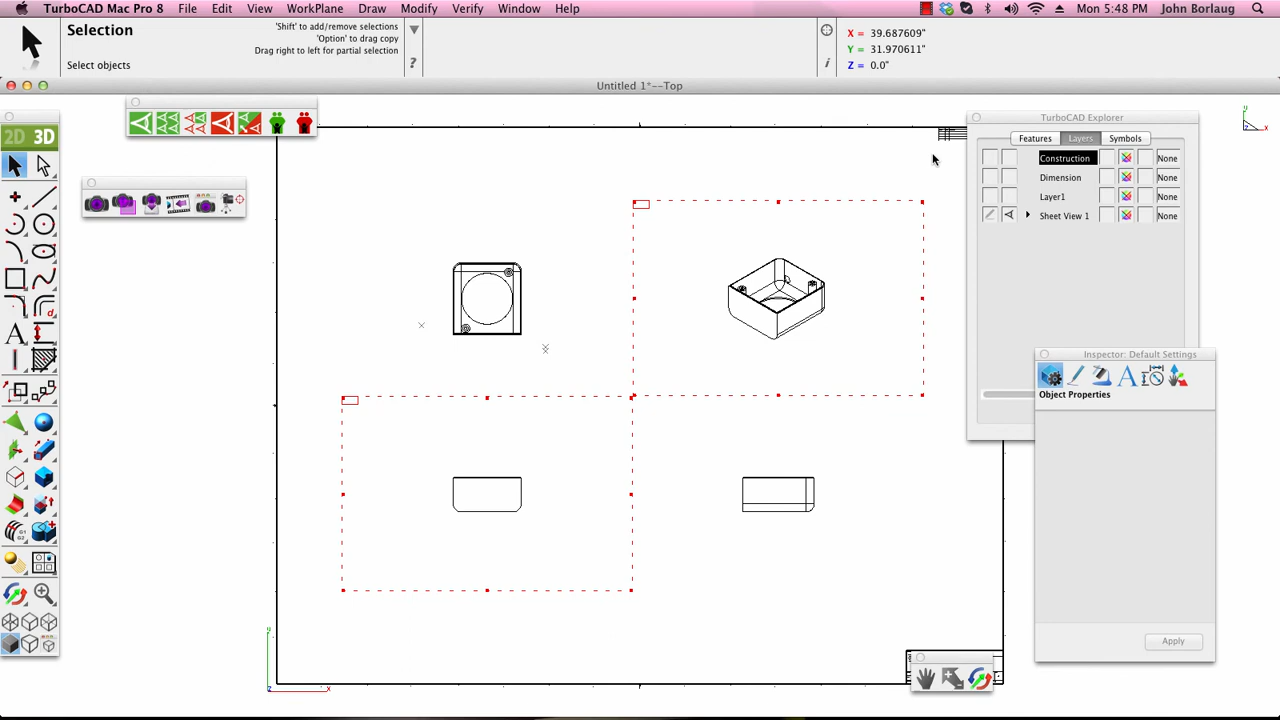 TurboCAD Mac Pro 8 File Edit View WorkPlane Draw Modify Verify Window Help Mon 5:48 PM John Borlaug
Selection
'Shift' to add/remove selections
'Option' to drag copy
Drag right to left for partial selection
Select objects
?
i
X = 39.687609"
Y = 31.970611"
Z = 0.0"
Untitled 1*--Top
2D 3D
TurboCAD Explorer
Features Layers Symbols
Construction None
Dimension None
Layer1 None
Sheet View 1 None
Inspector: Default Settings
Object Properties
Apply
A
A
d
G1
G2
y
x
z
y
x
z